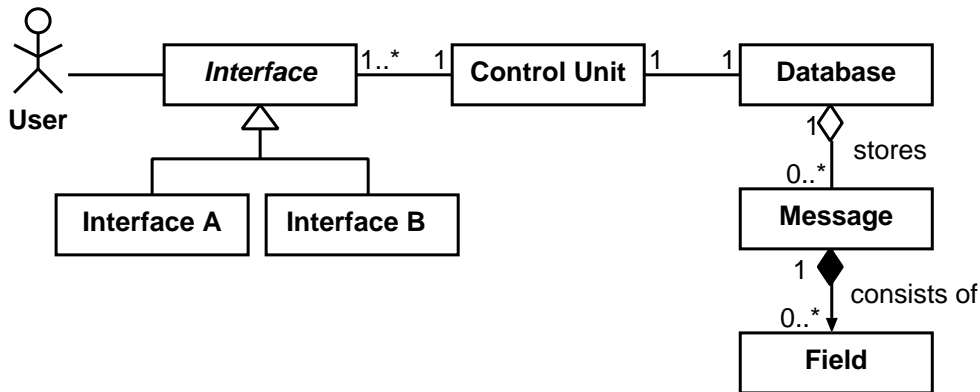 User
Interface
1..*
1
Control Unit
1
1
Database
1
stores
0..*
Interface A
Interface B
Message
1
consists of
0..*
Field